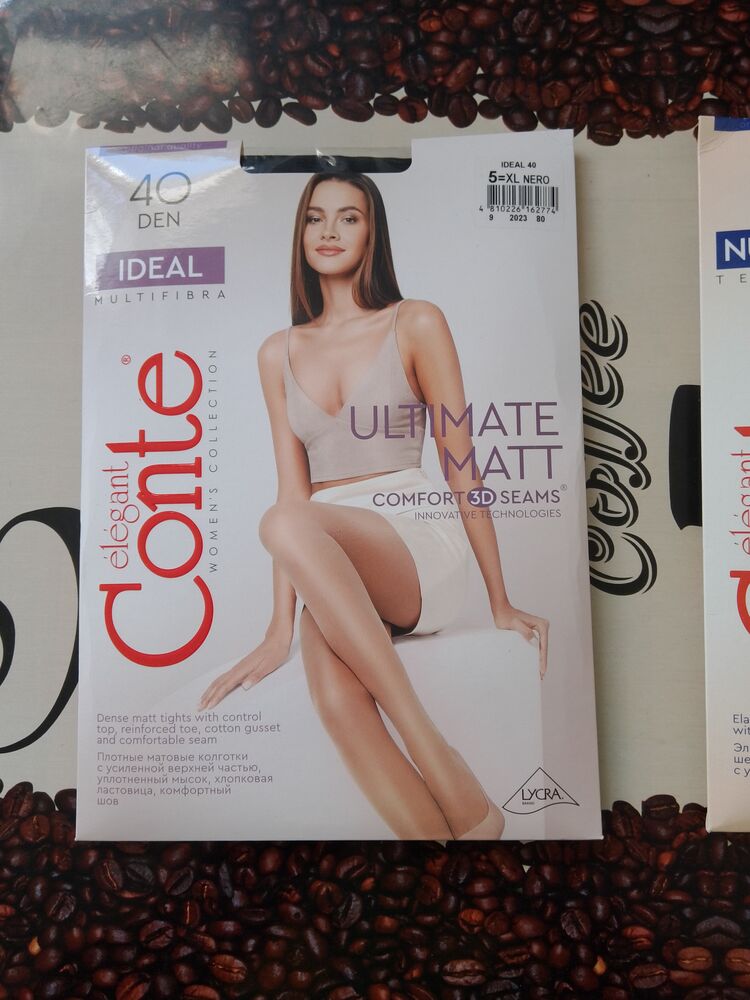 40
DEN
IDEAL
MULTIFIBRA
IDEAL 40
5=XL NERO
4 810226 162774
9 2023 80
élégant
Conte®
WOMEN'S COLLECTION
ULTIMATE
MATT
COMFORT 3D SEAMS®
INNOVATIVE TECHNOLOGIES
Dense matt tights with control
top, reinforced toe, cotton gusset
and comfortable seam
Плотные матовые колготки
с усиленной верхней частью,
уплотненный мысок, хлопковая
ластовица, комфортный
шов
LYCRA.
BRAND
Coffee